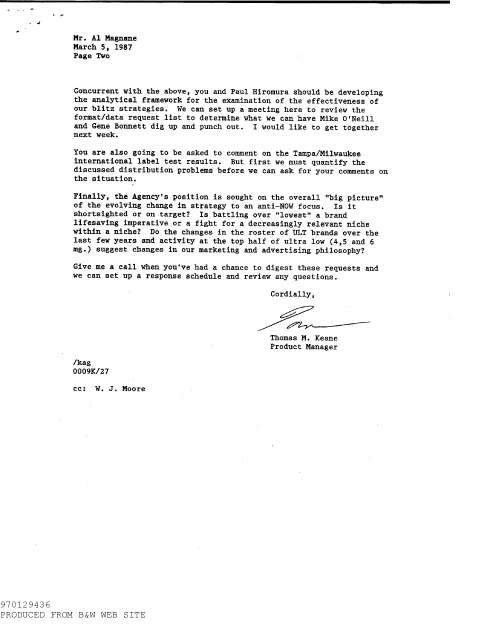 Mr. Al Magnane
March 5, 1987
Page Two
Concurrent with the above, you and Paul Hiromura should be developing
the analytical framework for the examination of the effectiveness of
our blitz strategies. We can set up a meeting here to review the
format/data request list to determine what we can have Mike O'Neill
and Gene Bonnett dig up and punch out. I would like to get together
next week.
You are also going to be asked to comment on the Tampa/Milwaukee
international label test results. But first we must quantify the
discussed distribution problems before we can ask for your comments on
the situation.
Finally, the Agency's position is sought on the overall "big picture"
of the evolving change in strategy to an anti-NOW focus. Is it
shortsighted or on target? Is battling over "lowest" a brand
lifesaving imperative or a fight for a decreasingly relevant niche
within a niche? Do the changes in the roster of ULT brands over the
last few years and activity at the top half of ultra low (4,5 and 6
mg.) suggest changes in our marketing and advertising philosophy?
Give me a call when you've had a chance to digest these requests and
we can set up a response schedule and review any questions.
Cordially,
Thomas M. Keane
Product Manager
/kag
0009K/27
cc: W. J. Moore
970129436
PRODUCED FROM B&W WEB SITE